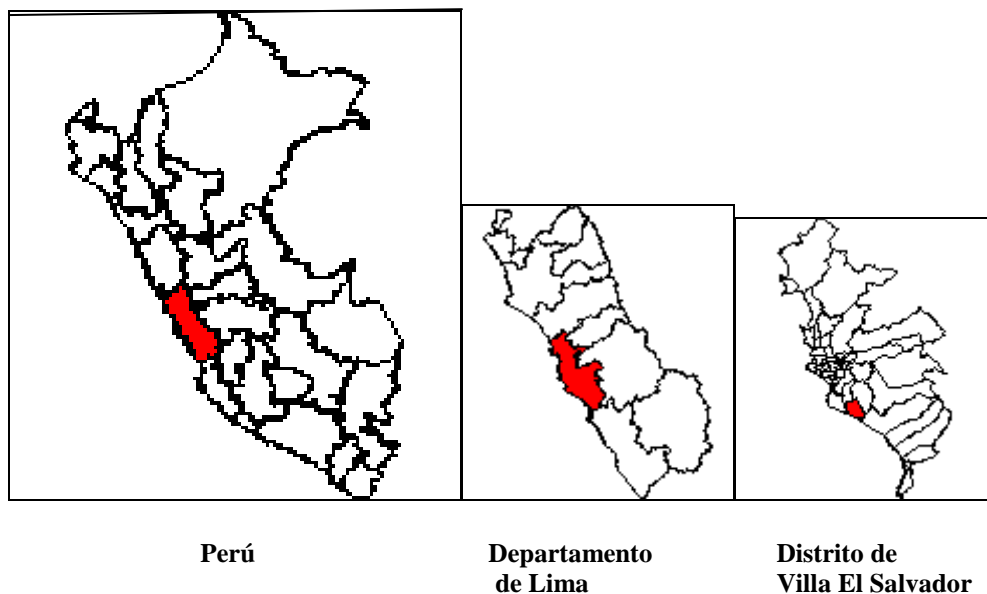 Perú
Departamento
de Lima
Distrito de
Villa El Salvador